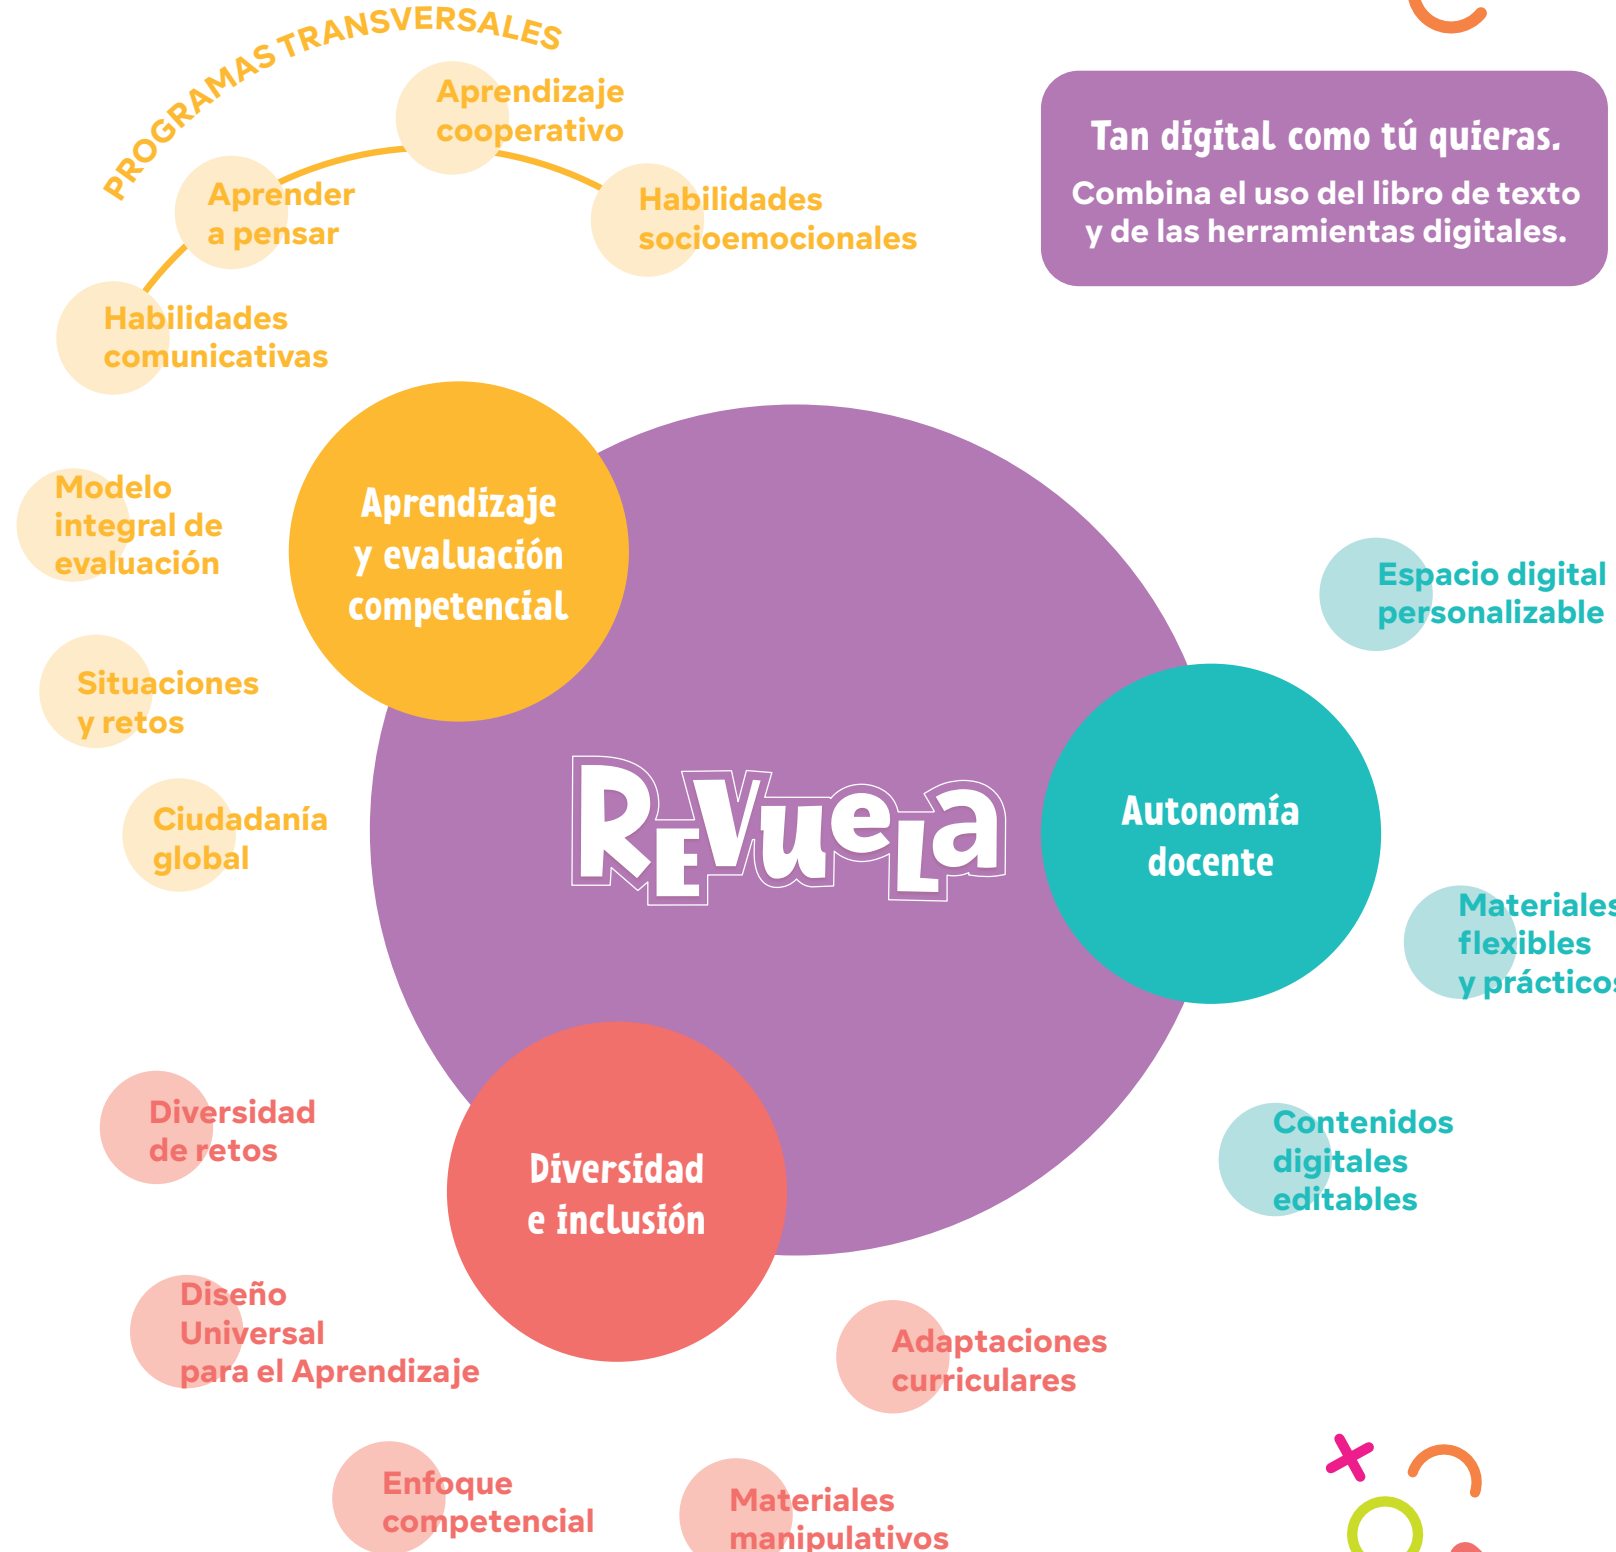 PROGRAMAS TRANSVERSALES
Aprendizaje
cooperativo
Aprender
a pensar
Habilidades
socioemocionales
Habilidades
comunicativas
Tan digital como tú quieras.
Combina el uso del libro de texto
y de las herramientas digitales.
Aprendizaje
y evaluación
competencial
Modelo
integral de
evaluación
Situaciones
y retos
Ciudadanía
global
REVUELA
Autonomía
docente
Espacio digital
personalizable
Materiales
flexibles
y prácticos
Contenidos
digitales
editables
Diversidad
e inclusión
Diversidad
de retos
Diseño
Universal
para el Aprendizaje
Enfoque
competencial
Materiales
manipulativos
Adaptaciones
curriculares